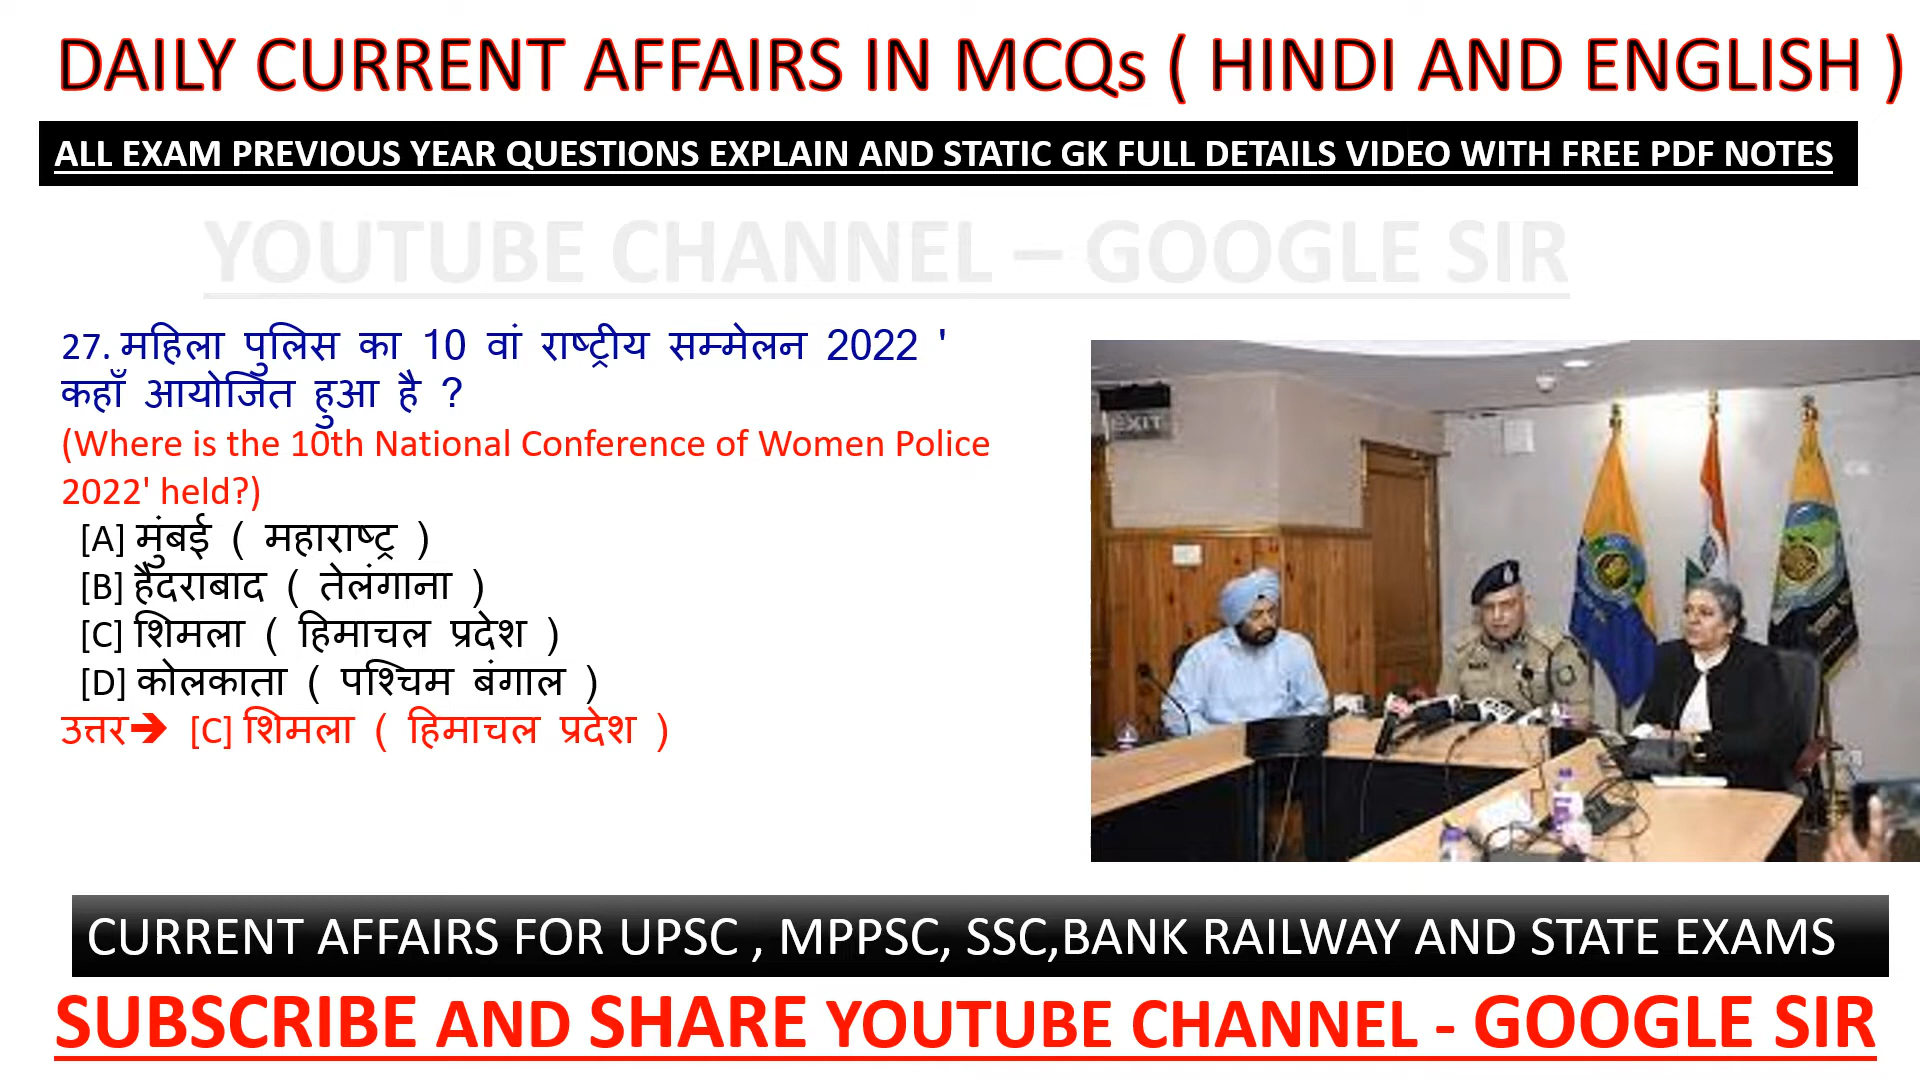 DAILY CURRENT AFFAIRS IN MCQs ( HINDI AND ENGLISH )
ALL EXAM PREVIOUS YEAR QUESTIONS EXPLAIN AND STATIC GK FULL DETAILS VIDEO WITH FREE PDF NOTES
YOUTUBE CHANNEL – GOOGLE SIR
27. महिला पुलिस का 10 वां राष्ट्रीय सम्मेलन 2022 '
कहाँ आयोजित हुआ है ?
(Where is the 10th National Conference of Women Police
2022' held?)
[A] मुंबई ( महाराष्ट्र )
[B] हैदराबाद ( तेलंगाना )
[C] शिमला ( हिमाचल प्रदेश )
[D] कोलकाता ( पश्चिम बंगाल )
उत्तर➔ [C] शिमला ( हिमाचल प्रदेश )
EXIT
CURRENT AFFAIRS FOR UPSC , MPPSC, SSC,BANK RAILWAY AND STATE EXAMS
SUBSCRIBE AND SHARE YOUTUBE CHANNEL - GOOGLE SIR